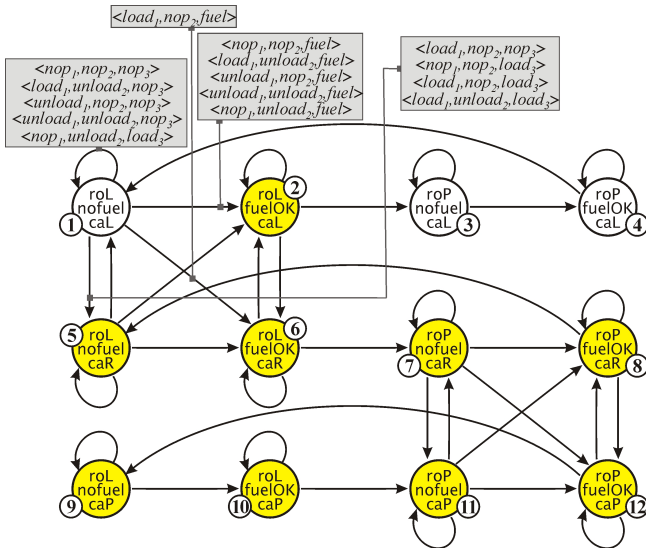 <load₁,nop₂,fuel>
<nop₁,nop₂,nop₃>
<load₁,unload₂,nop₃>
<unload₁,nop₂,nop₃>
<unload₁,unload₂,nop₃>
<nop₁,unload₂,load₃>
<nop₁,nop₂,fuel>
<load₁,unload₂,fuel>
<unload₁,nop₂,fuel>
<unload₁,unload₂,fuel>
<nop₁,unload₂,fuel>
<load₁,nop₂,nop₃>
<nop₁,nop₂,load₃>
<load₁,nop₂,load₃>
<load₁,unload₂,load₃>
roL
nofuel
caL
1
roL
fuelOK
caL
2
roP
nofuel
caL
3
roP
fuelOK
caL
4
roL
nofuel
caR
5
roL
fuelOK
caR
6
roP
nofuel
caR
7
roP
fuelOK
caR
8
roL
nofuel
caP
9
roL
fuelOK
caP
10
roP
nofuel
caP
11
roP
fuelOK
caP
12